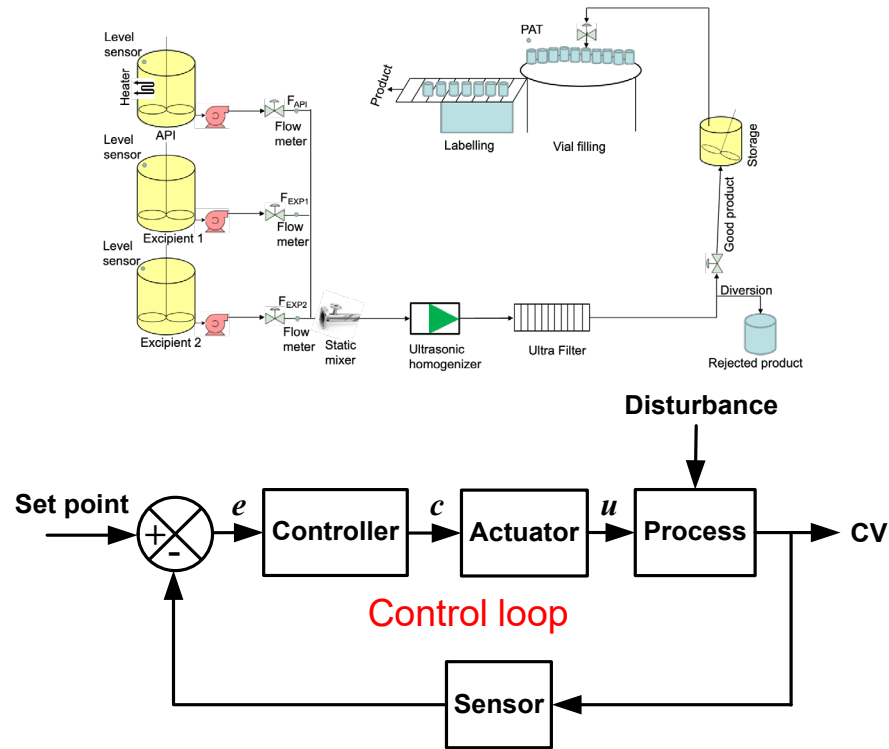 Level
sensor
Heater
API
F_API
Flow
meter
Level
sensor
Excipient 1
F_EXP1
Flow
meter
Level
sensor
Excipient 2
F_EXP2
Flow
meter
Static
mixer
Ultrasonic
homogenizer
Ultra Filter
PAT
Product
Labelling
Vial filling
Storage
Good product
Diversion
Rejected product
Disturbance
Set point
+
-
e
Controller
c
Actuator
u
Process
CV
Control loop
Sensor